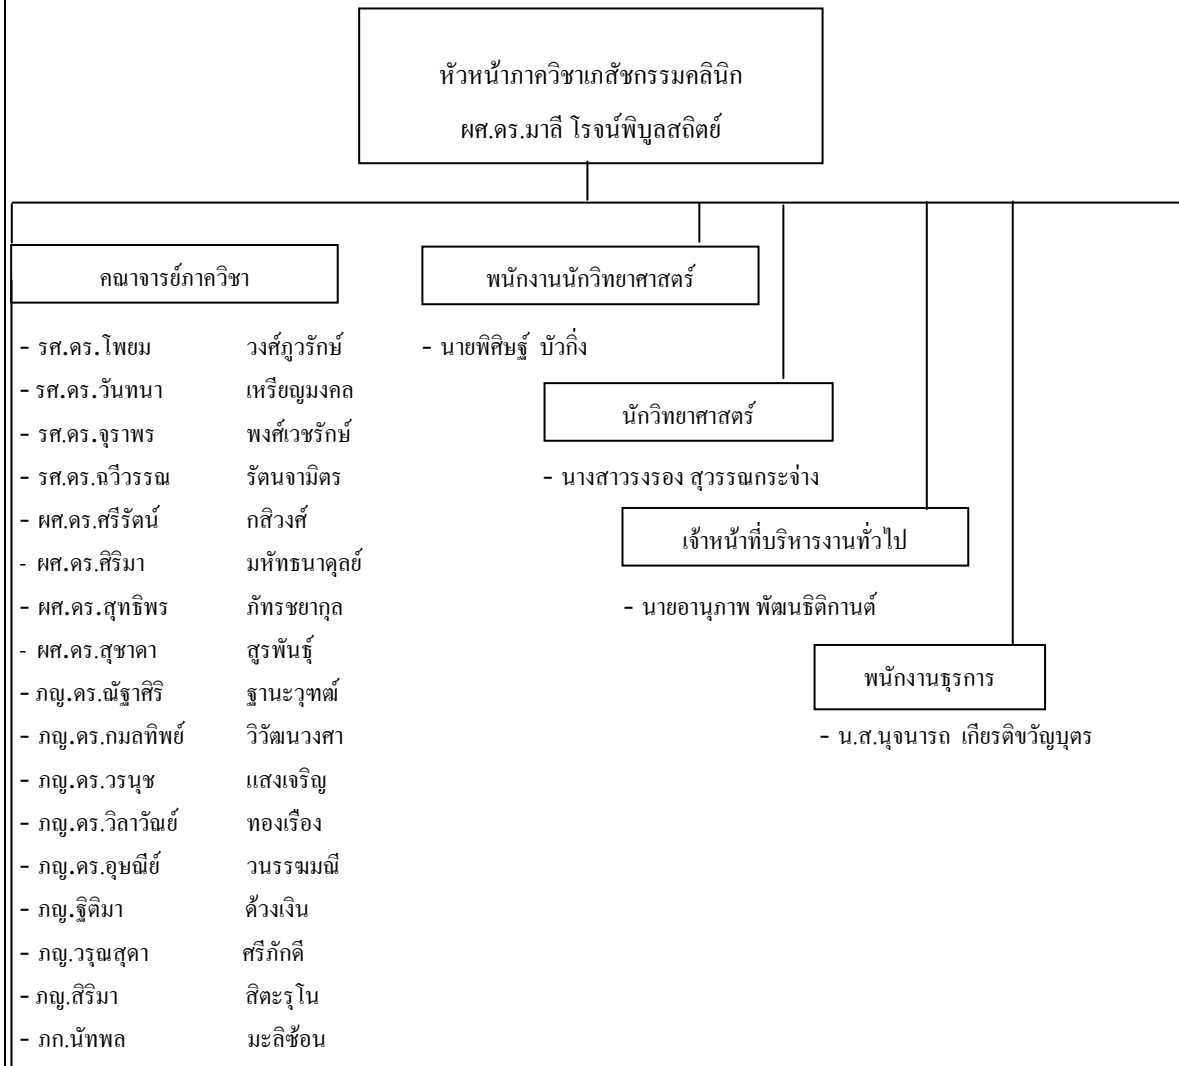 หัวหน้าภาควิชาเภสัชกรรมคลินิก
ผศ.ดร.มาลี โรจน์พิบูลสถิตย์
คณาจารย์ภาควิชา
- รศ.ดร.โพยม วงศ์ภูวรักษ์
- รศ.ดร.วันทนา เหรียญมงคล
- รศ.ดร.จุราพร พงศ์เวชรักษ์
- รศ.ดร.ฉวีวรรณ รัตนจามิตร
- ผศ.ดร.ศรีรัตน์ กสิวงศ์
- ผศ.ดร.ศิริมา มหัทธนาดุลย์
- ผศ.ดร.สุทธิพร ภัทรชยากุล
- ผศ.ดร.สุชาดา สูรพันธุ์
- ภญ.ดร.ณัฐาศิริ ฐานะวุฑฒ์
- ภญ.ดร.กมลทิพย์ วิวัฒนวงศา
- ภญ.ดร.วรนุช แสงเจริญ
- ภญ.ดร.วิลาวัณย์ ทองเรือง
- ภญ.ดร.อุษณีย์ วนรรฆมณี
- ภญ.ฐิติมา ด้วงเงิน
- ภญ.วรุณสุดา ศรีภักดี
- ภญ.สิริมา สิตะรุโน
- ภก.นัทพล มะลิซ้อน
พนักงานนักวิทยาศาสตร์
- นายพิศิษฐ์ บัวกิ่ง
นักวิทยาศาสตร์
- นางสาวรงรอง สุวรรณกระจ่าง
เจ้าหน้าที่บริหารงานทั่วไป
- นายอานุภาพ พัฒนธิติกานต์
พนักงานธุรการ
- น.ส.นุจนารถ เกียรติขวัญบุตร